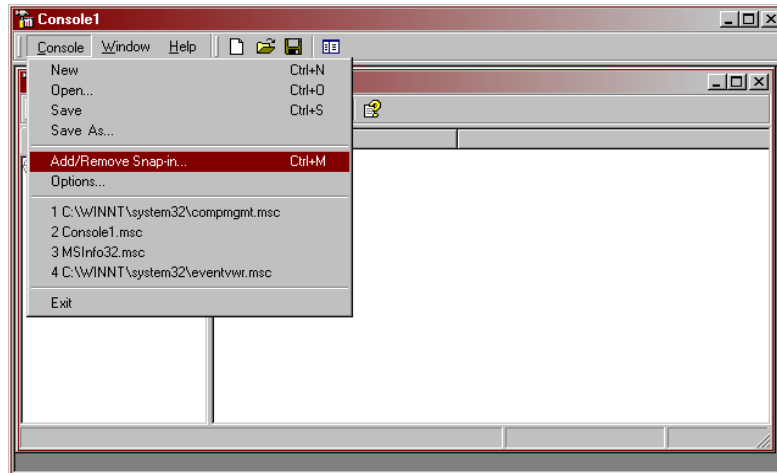 Console1
Console Window Help
New Ctrl+N
Open... Ctrl+O
Save Ctrl+S
Save As...
Add/Remove Snap-in... Ctrl+M
Options...
1 C:\WINNT\system32\compmgmt.msc
2 Console1.msc
3 MSInfo32.msc
4 C:\WINNT\system32\eventvwr.msc
Exit